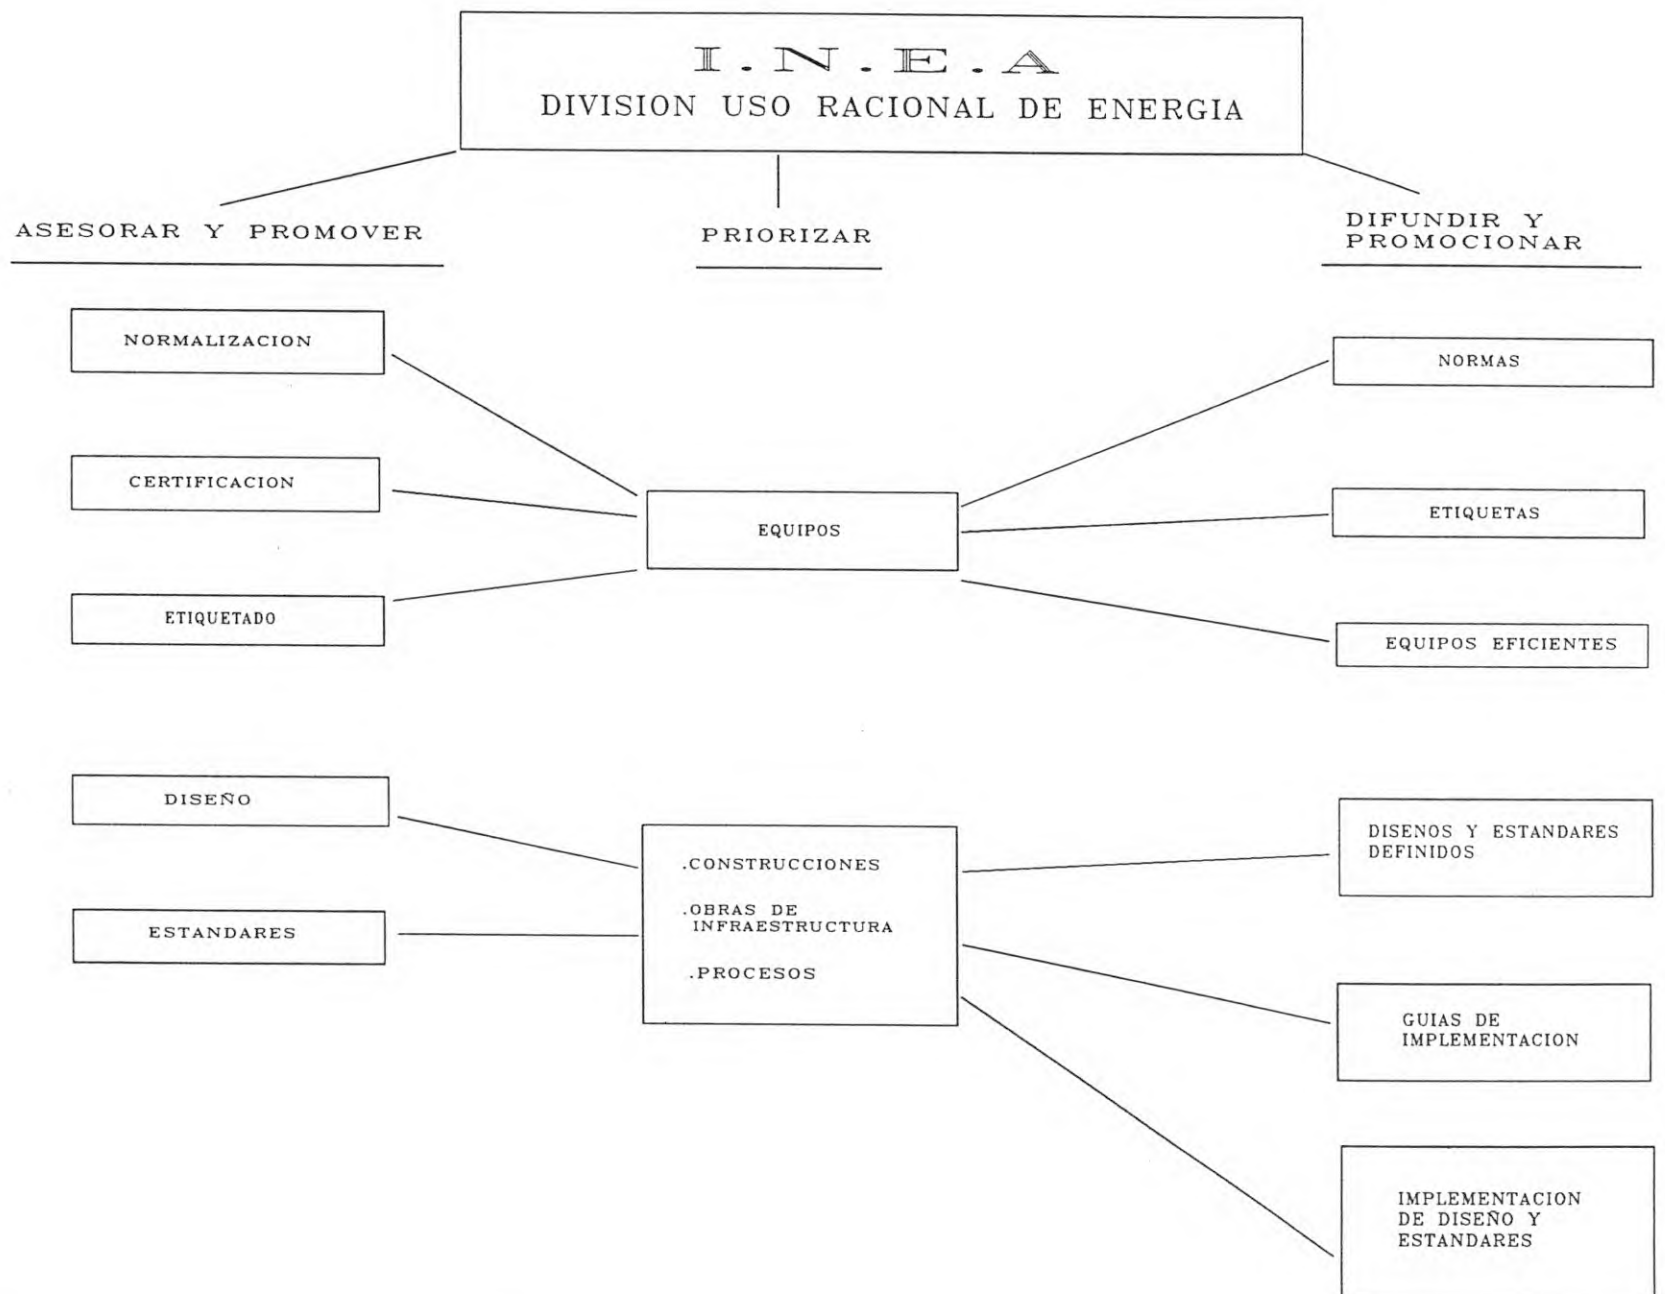 I.N.E.A
DIVISION USO RACIONAL DE ENERGIA
ASESORAR Y PROMOVER
PRIORIZAR
DIFUNDIR Y
PROMOCIONAR
NORMALIZACION
CERTIFICACION
ETIQUETADO
EQUIPOS
NORMAS
ETIQUETAS
EQUIPOS EFICIENTES
DISEÑO
ESTANDARES
.CONSTRUCCIONES
.OBRAS DE
INFRAESTRUCTURA
.PROCESOS
DISENOS Y ESTANDARES
DEFINIDOS
GUIAS DE
IMPLEMENTACION
IMPLEMENTACION
DE DISEÑO Y
ESTANDARES